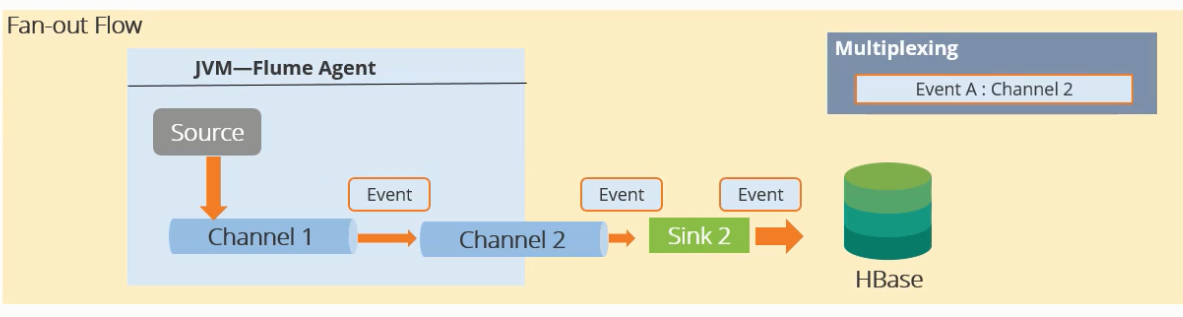 Fan-out Flow
JVM—Flume Agent
Multiplexing
Event A : Channel 2
Source
Event
Event
Event
Channel 1
Channel 2
Sink 2
HBase